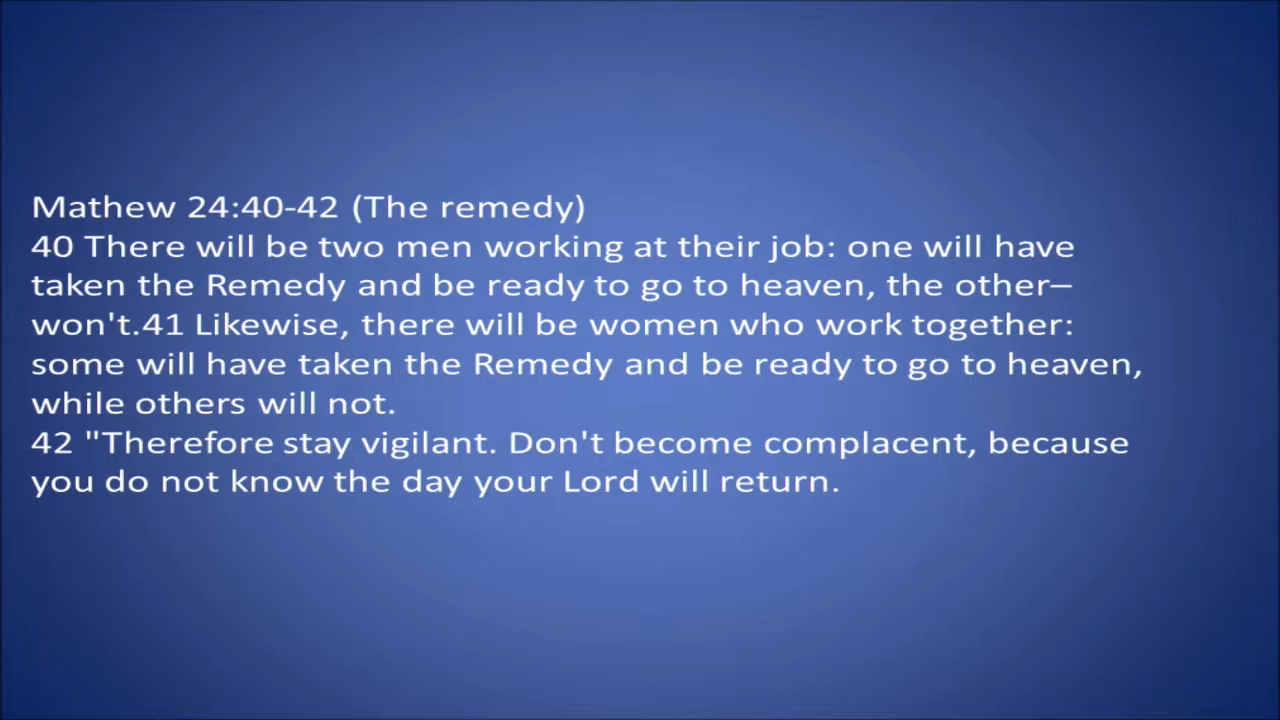 Mathew 24:40-42 (The remedy)
40 There will be two men working at their job: one will have
taken the Remedy and be ready to go to heaven, the other–
won't.41 Likewise, there will be women who work together:
some will have taken the Remedy and be ready to go to heaven,
while others will not.
42 "Therefore stay vigilant. Don't become complacent, because
you do not know the day your Lord will return.